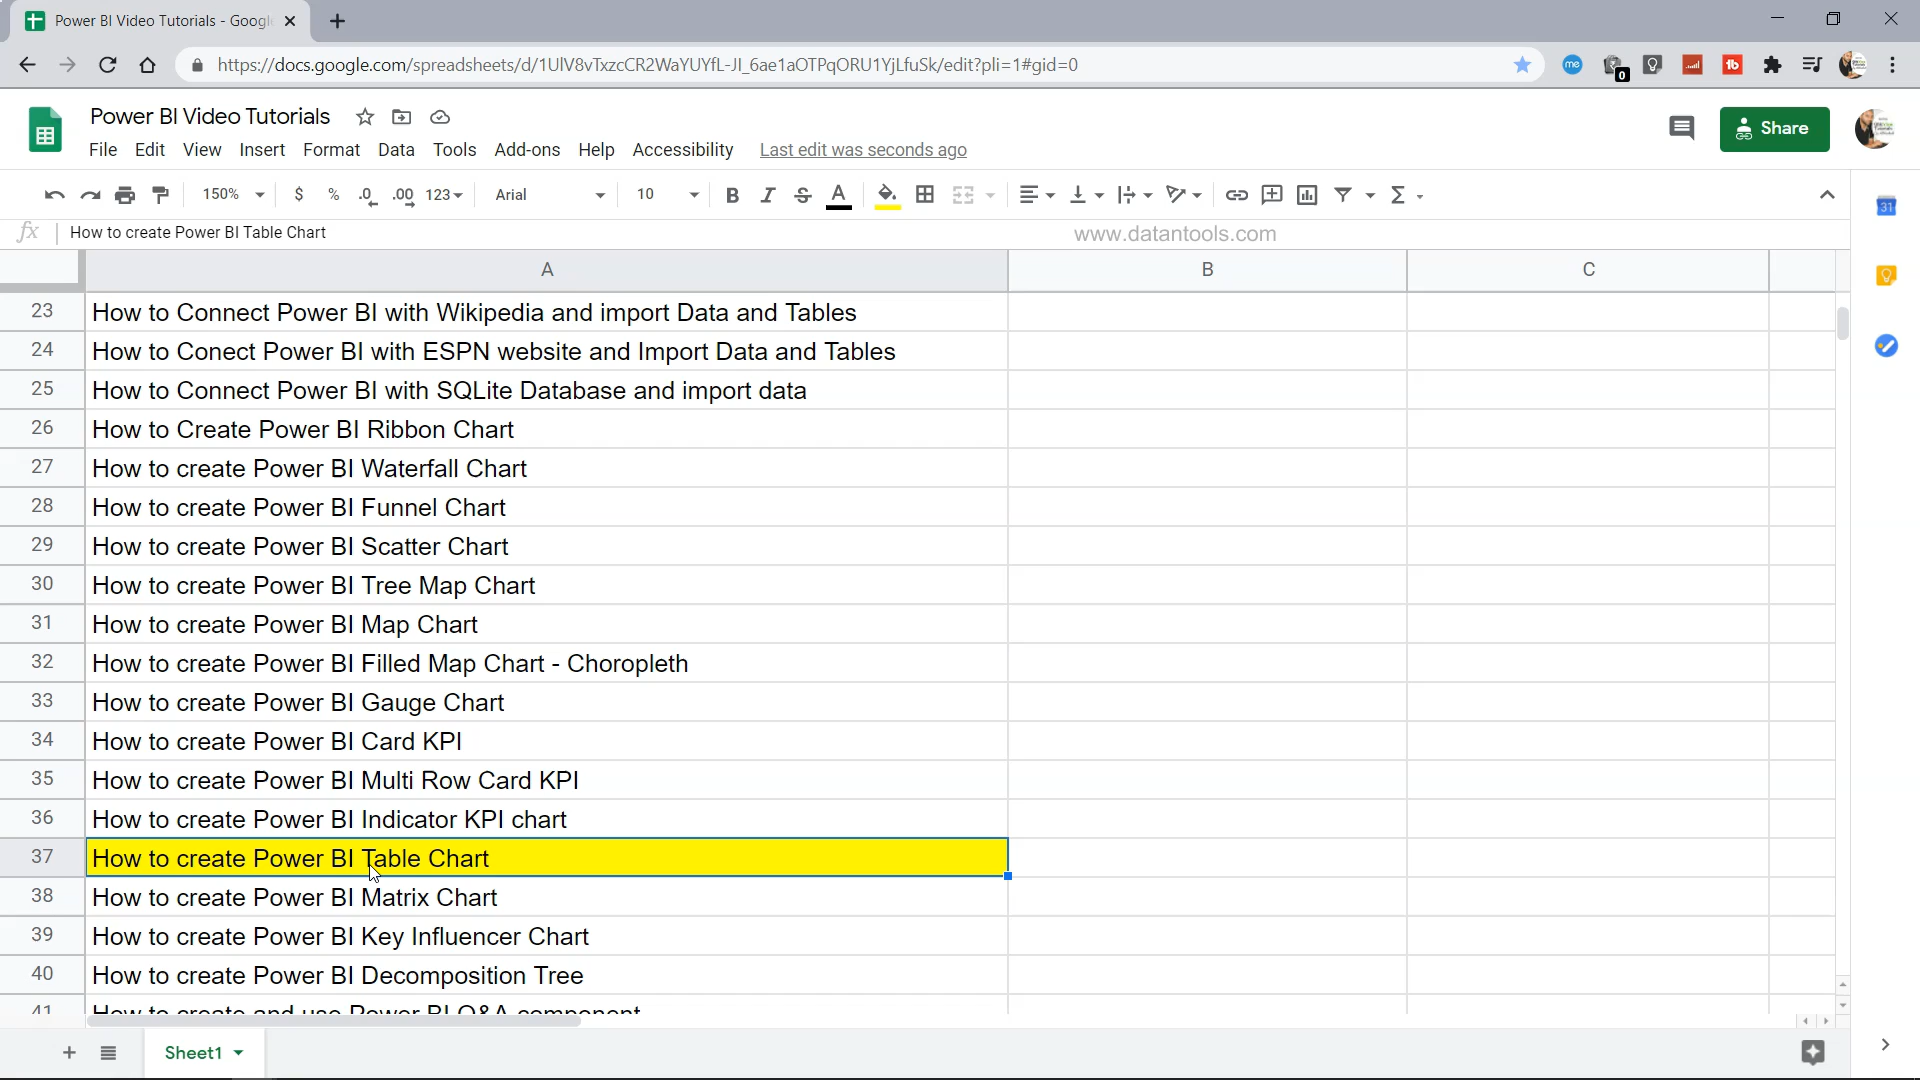 Power BI Video Tutorials - Googl
https://docs.google.com/spreadsheets/d/1UlV8vTxzcCR2WaYUYfL-JI_6ae1aOTPqORU1YjLfuSk/edit?pli=1#gid=0
me
0
tb
Power BI Video Tutorials
Share
File Edit View Insert Format Data Tools Add-ons Help Accessibility Last edit was seconds ago
150% $ % .0 .00 123 Arial 10 B I S A Σ
31
fx How to create Power BI Table Chart www.datantools.com
A B C
23 How to Connect Power BI with Wikipedia and import Data and Tables
24 How to Conect Power BI with ESPN website and Import Data and Tables
25 How to Connect Power BI with SQLite Database and import data
26 How to Create Power BI Ribbon Chart
27 How to create Power BI Waterfall Chart
28 How to create Power BI Funnel Chart
29 How to create Power BI Scatter Chart
30 How to create Power BI Tree Map Chart
31 How to create Power BI Map Chart
32 How to create Power BI Filled Map Chart - Choropleth
33 How to create Power BI Gauge Chart
34 How to create Power BI Card KPI
35 How to create Power BI Multi Row Card KPI
36 How to create Power BI Indicator KPI chart
37 How to create Power BI Table Chart
38 How to create Power BI Matrix Chart
39 How to create Power BI Key Influencer Chart
40 How to create Power BI Decomposition Tree
41 How to create and use Power BI Q&A component
Sheet1